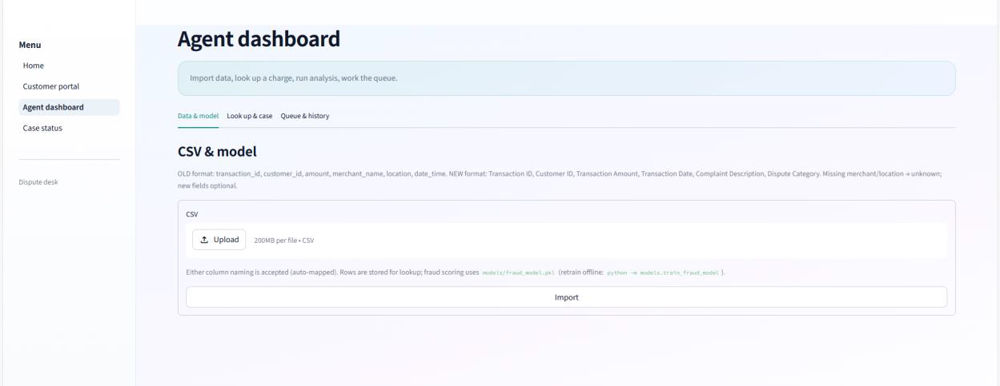 Menu
Home
Customer portal
Agent dashboard
Case status
Dispute desk
Agent dashboard
Import data, look up a charge, run analysis, work the queue.
Data & model Look up & case Queue & history
CSV & model
OLD format: transaction_id, customer_id, amount, merchant_name, location, date_time. NEW format: Transaction ID, Customer ID, Transaction Amount, Transaction Date, Complaint Description, Dispute Category. Missing merchant/location → unknown;
new fields optional.
CSV
Upload 200MB per file • CSV
Either column naming is accepted (auto-mapped). Rows are stored for lookup; fraud scoring uses models/fraud_model.pkl (retrain offline: python -m models.train_fraud_model ).
Import